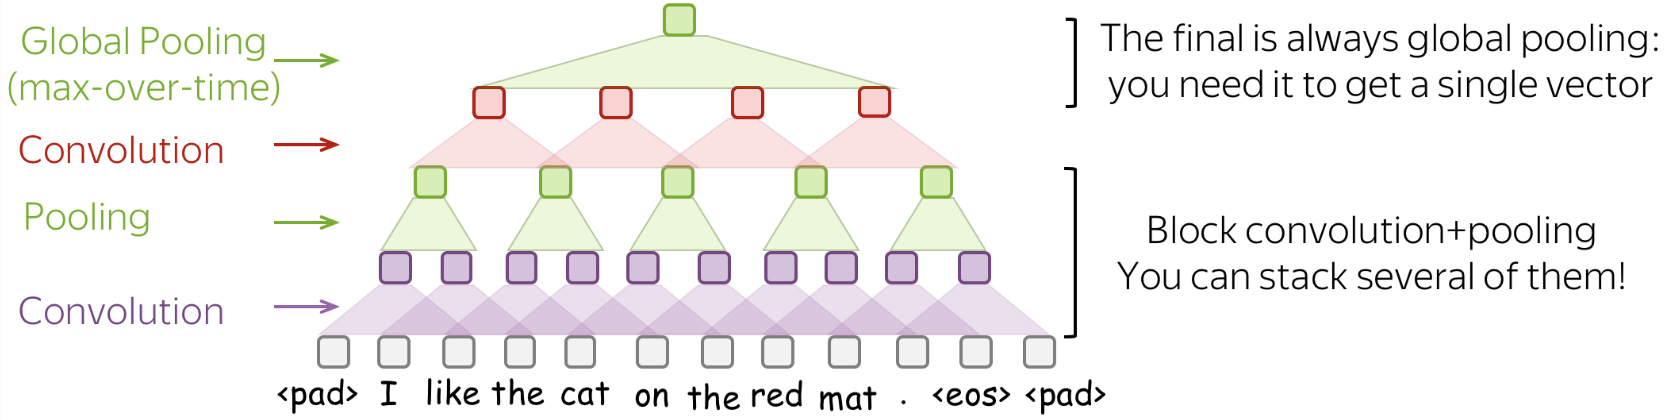 Global Pooling
(max-over-time)
The final is always global pooling:
you need it to get a single vector
Convolution
Pooling
Block convolution+pooling
You can stack several of them!
Convolution
<pad> I like the cat on the red mat . <eos> <pad>